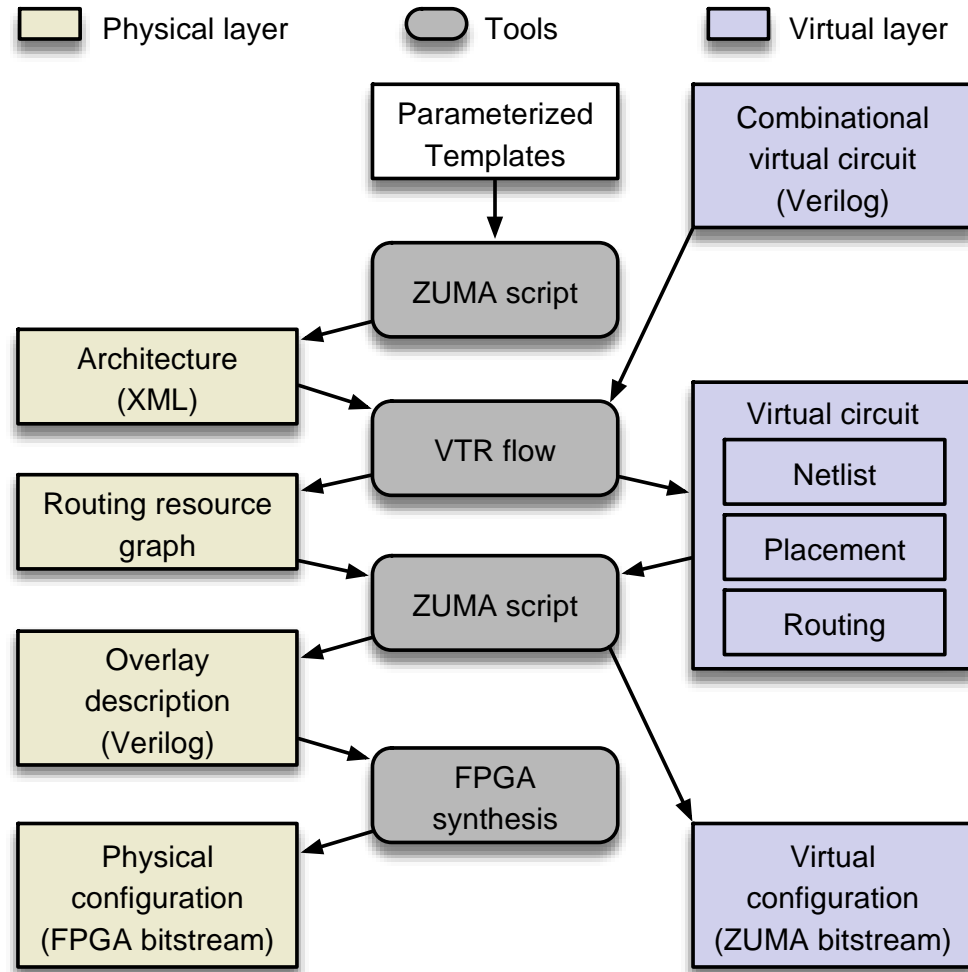 Physical layer
Tools
Virtual layer
Parameterized
Templates
Combinational
virtual circuit
(Verilog)
ZUMA script
Architecture
(XML)
VTR flow
Virtual circuit
Netlist
Placement
Routing
Routing resource
graph
ZUMA script
Overlay
description
(Verilog)
FPGA
synthesis
Physical
configuration
(FPGA bitstream)
Virtual
configuration
(ZUMA bitstream)